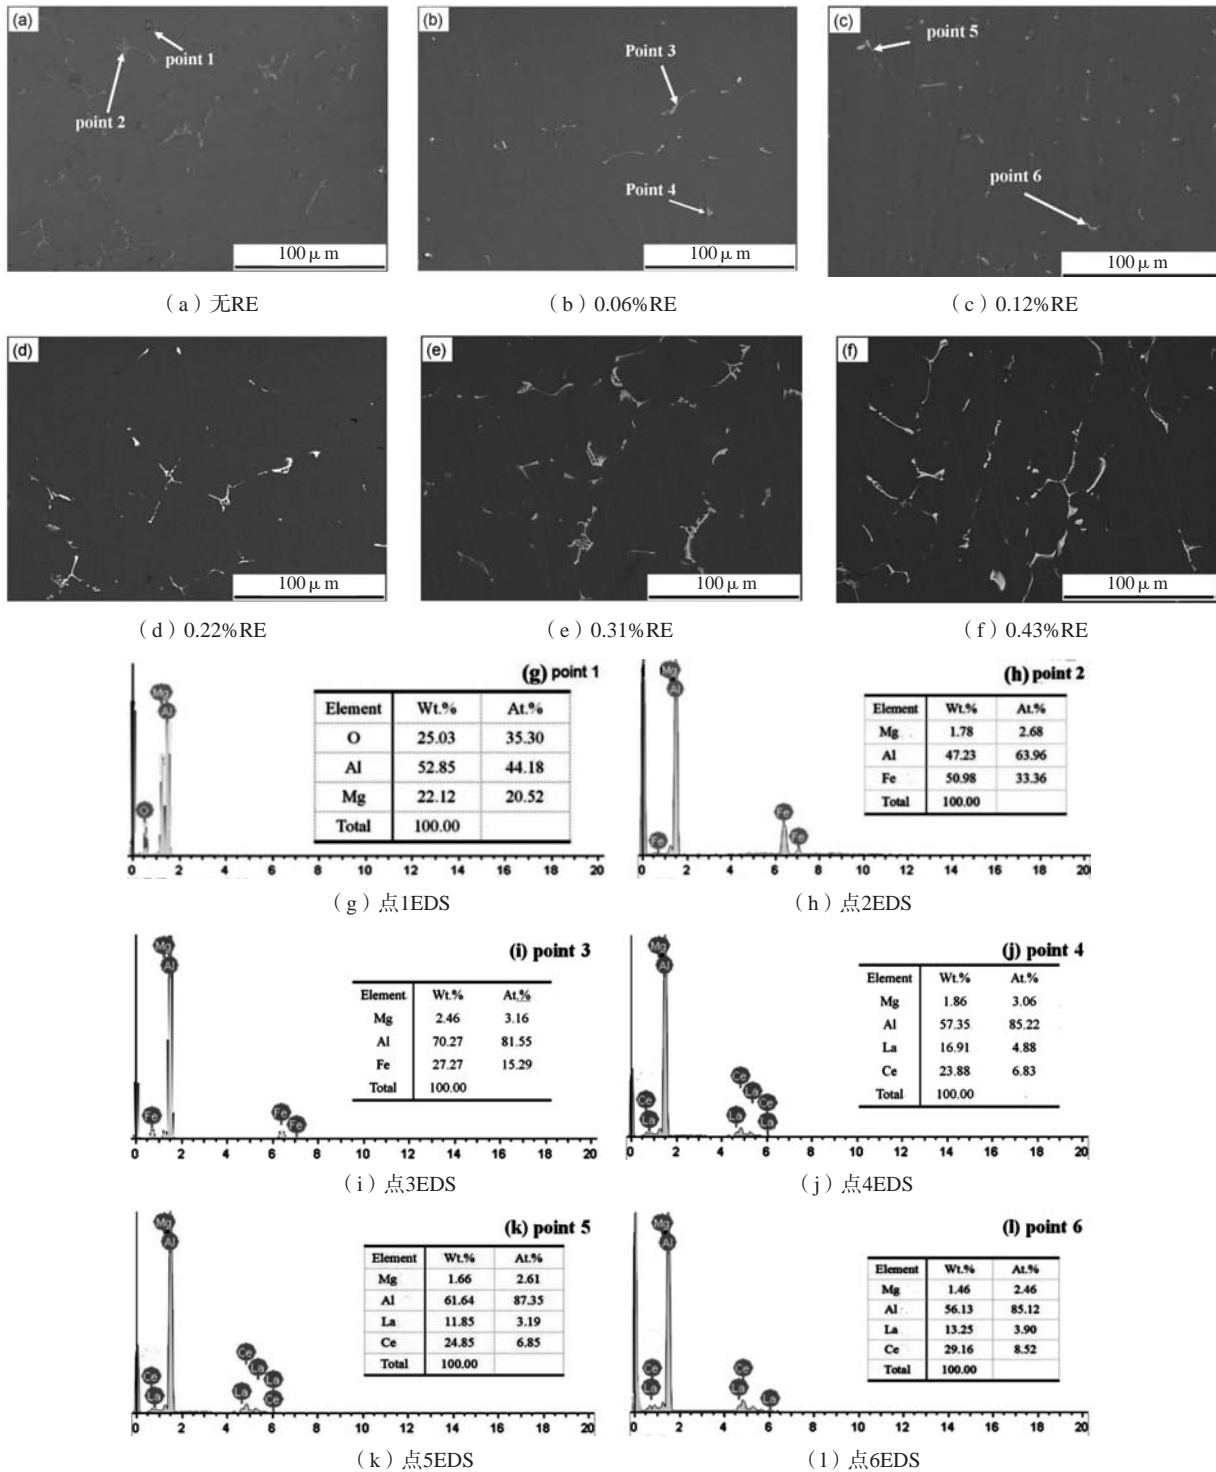 (a)
point 1
point 2
100μm
(b)
Point 3
Point 4
100μm
(c)
point 5
point 6
100μm
（a）无RE
（b）0.06%RE
（c）0.12%RE
(d)
100μm
(e)
100μm
(f)
100μm
（d）0.22%RE
（e）0.31%RE
（f）0.43%RE
(g) point 1
Mg
Al
O
Element Wt.% At.%
O 25.03 35.30
Al 52.85 44.18
Mg 22.12 20.52
Total 100.00
0 2 4 6 8 10 12 14 16 18 20
(h) point 2
Mg
Al
Fe
Fe
Fe
Element Wt.% At.%
Mg 1.78 2.68
Al 47.23 63.96
Fe 50.98 33.36
Total 100.00
0 2 4 6 8 10 12 14 16 18 20
（g）点1EDS
（h）点2EDS
(i) point 3
Mg
Al
Fe
Fe
Fe
Element Wt.% At.%
Mg 2.46 3.16
Al 70.27 81.55
Fe 27.27 15.29
Total 100.00
0 2 4 6 8 10 12 14 16 18 20
(j) point 4
Mg
Al
Ce
La
Ce
La
La
Ce
La
Element Wt.% At.%
Mg 1.86 3.06
Al 57.35 85.22
La 16.91 4.88
Ce 23.88 6.83
Total 100.00
0 2 4 6 8 10 12 14 16 18 20
（i）点3EDS
（j）点4EDS
(k) point 5
Mg
Al
Ce
La
Ce
La
La
La
Ce
Element Wt.% At.%
Mg 1.66 2.61
Al 61.64 87.35
La 11.85 3.19
Ce 24.85 6.85
Total 100.00
0 2 4 6 8 10 12 14 16 18 20
(l) point 6
Mg
Al
Ce
La
Ce
La
La
Element Wt.% At.%
Mg 1.46 2.46
Al 56.13 85.12
La 13.25 3.90
Ce 29.16 8.52
Total 100.00
0 2 4 6 8 10 12 14 16 18 20
（k）点5EDS
（l）点6EDS